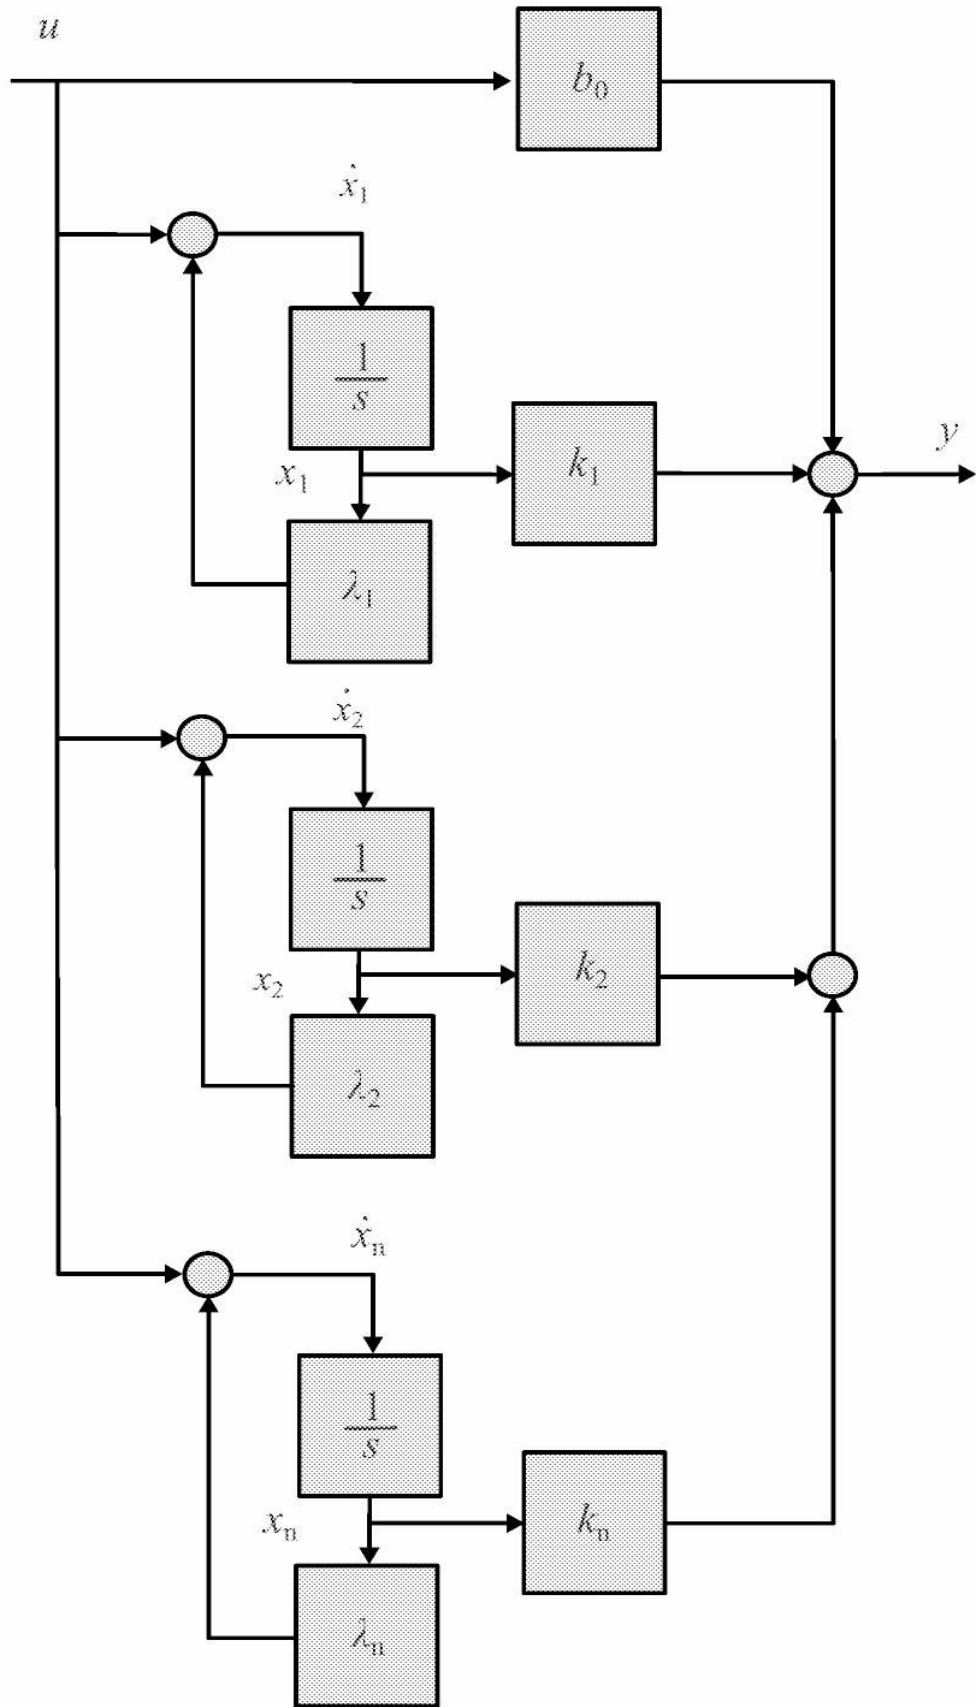 u
b₀
ẋ₁
1
s
x₁
k₁
y
λ₁
ẋ₂
1
s
x₂
k₂
λ₂
ẋₙ
1
s
xₙ
kₙ
λₙ